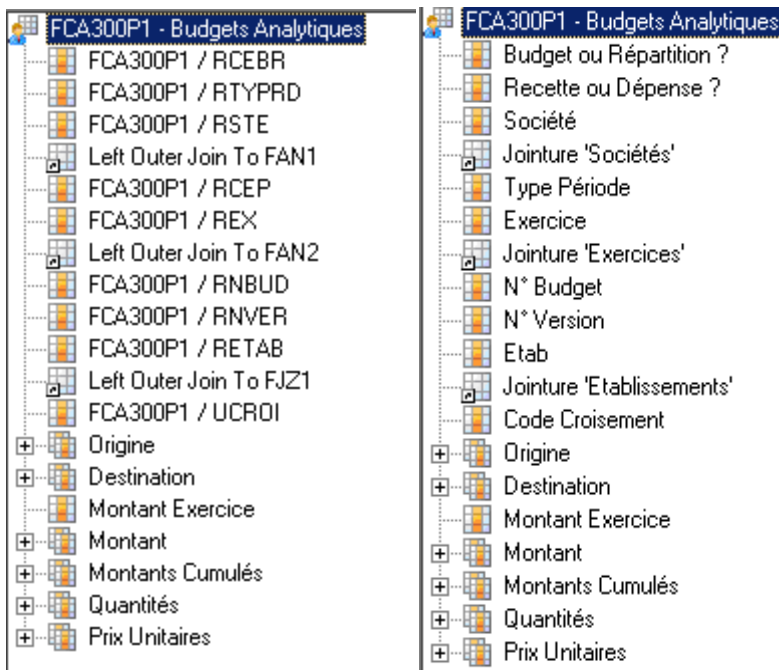 FCA300P1 - Budgets Analytiques
FCA300P1 / RCEBR
FCA300P1 / RTYPRD
FCA300P1 / RSTE
Left Outer Join To FAN1
FCA300P1 / RCEP
FCA300P1 / REX
Left Outer Join To FAN2
FCA300P1 / RNBUD
FCA300P1 / RNVER
FCA300P1 / RETAB
Left Outer Join To FJZ1
FCA300P1 / UCROI
Origine
Destination
Montant Exercice
Montant
Montants Cumulés
Quantités
Prix Unitaires
FCA300P1 - Budgets Analytiques
Budget ou Répartition ?
Recette ou Dépense ?
Société
Jointure 'Sociétés'
Type Période
Exercice
Jointure 'Exercices'
N° Budget
N° Version
Etab
Jointure 'Etablissements'
Code Croisement
Origine
Destination
Montant Exercice
Montant
Montants Cumulés
Quantités
Prix Unitaires